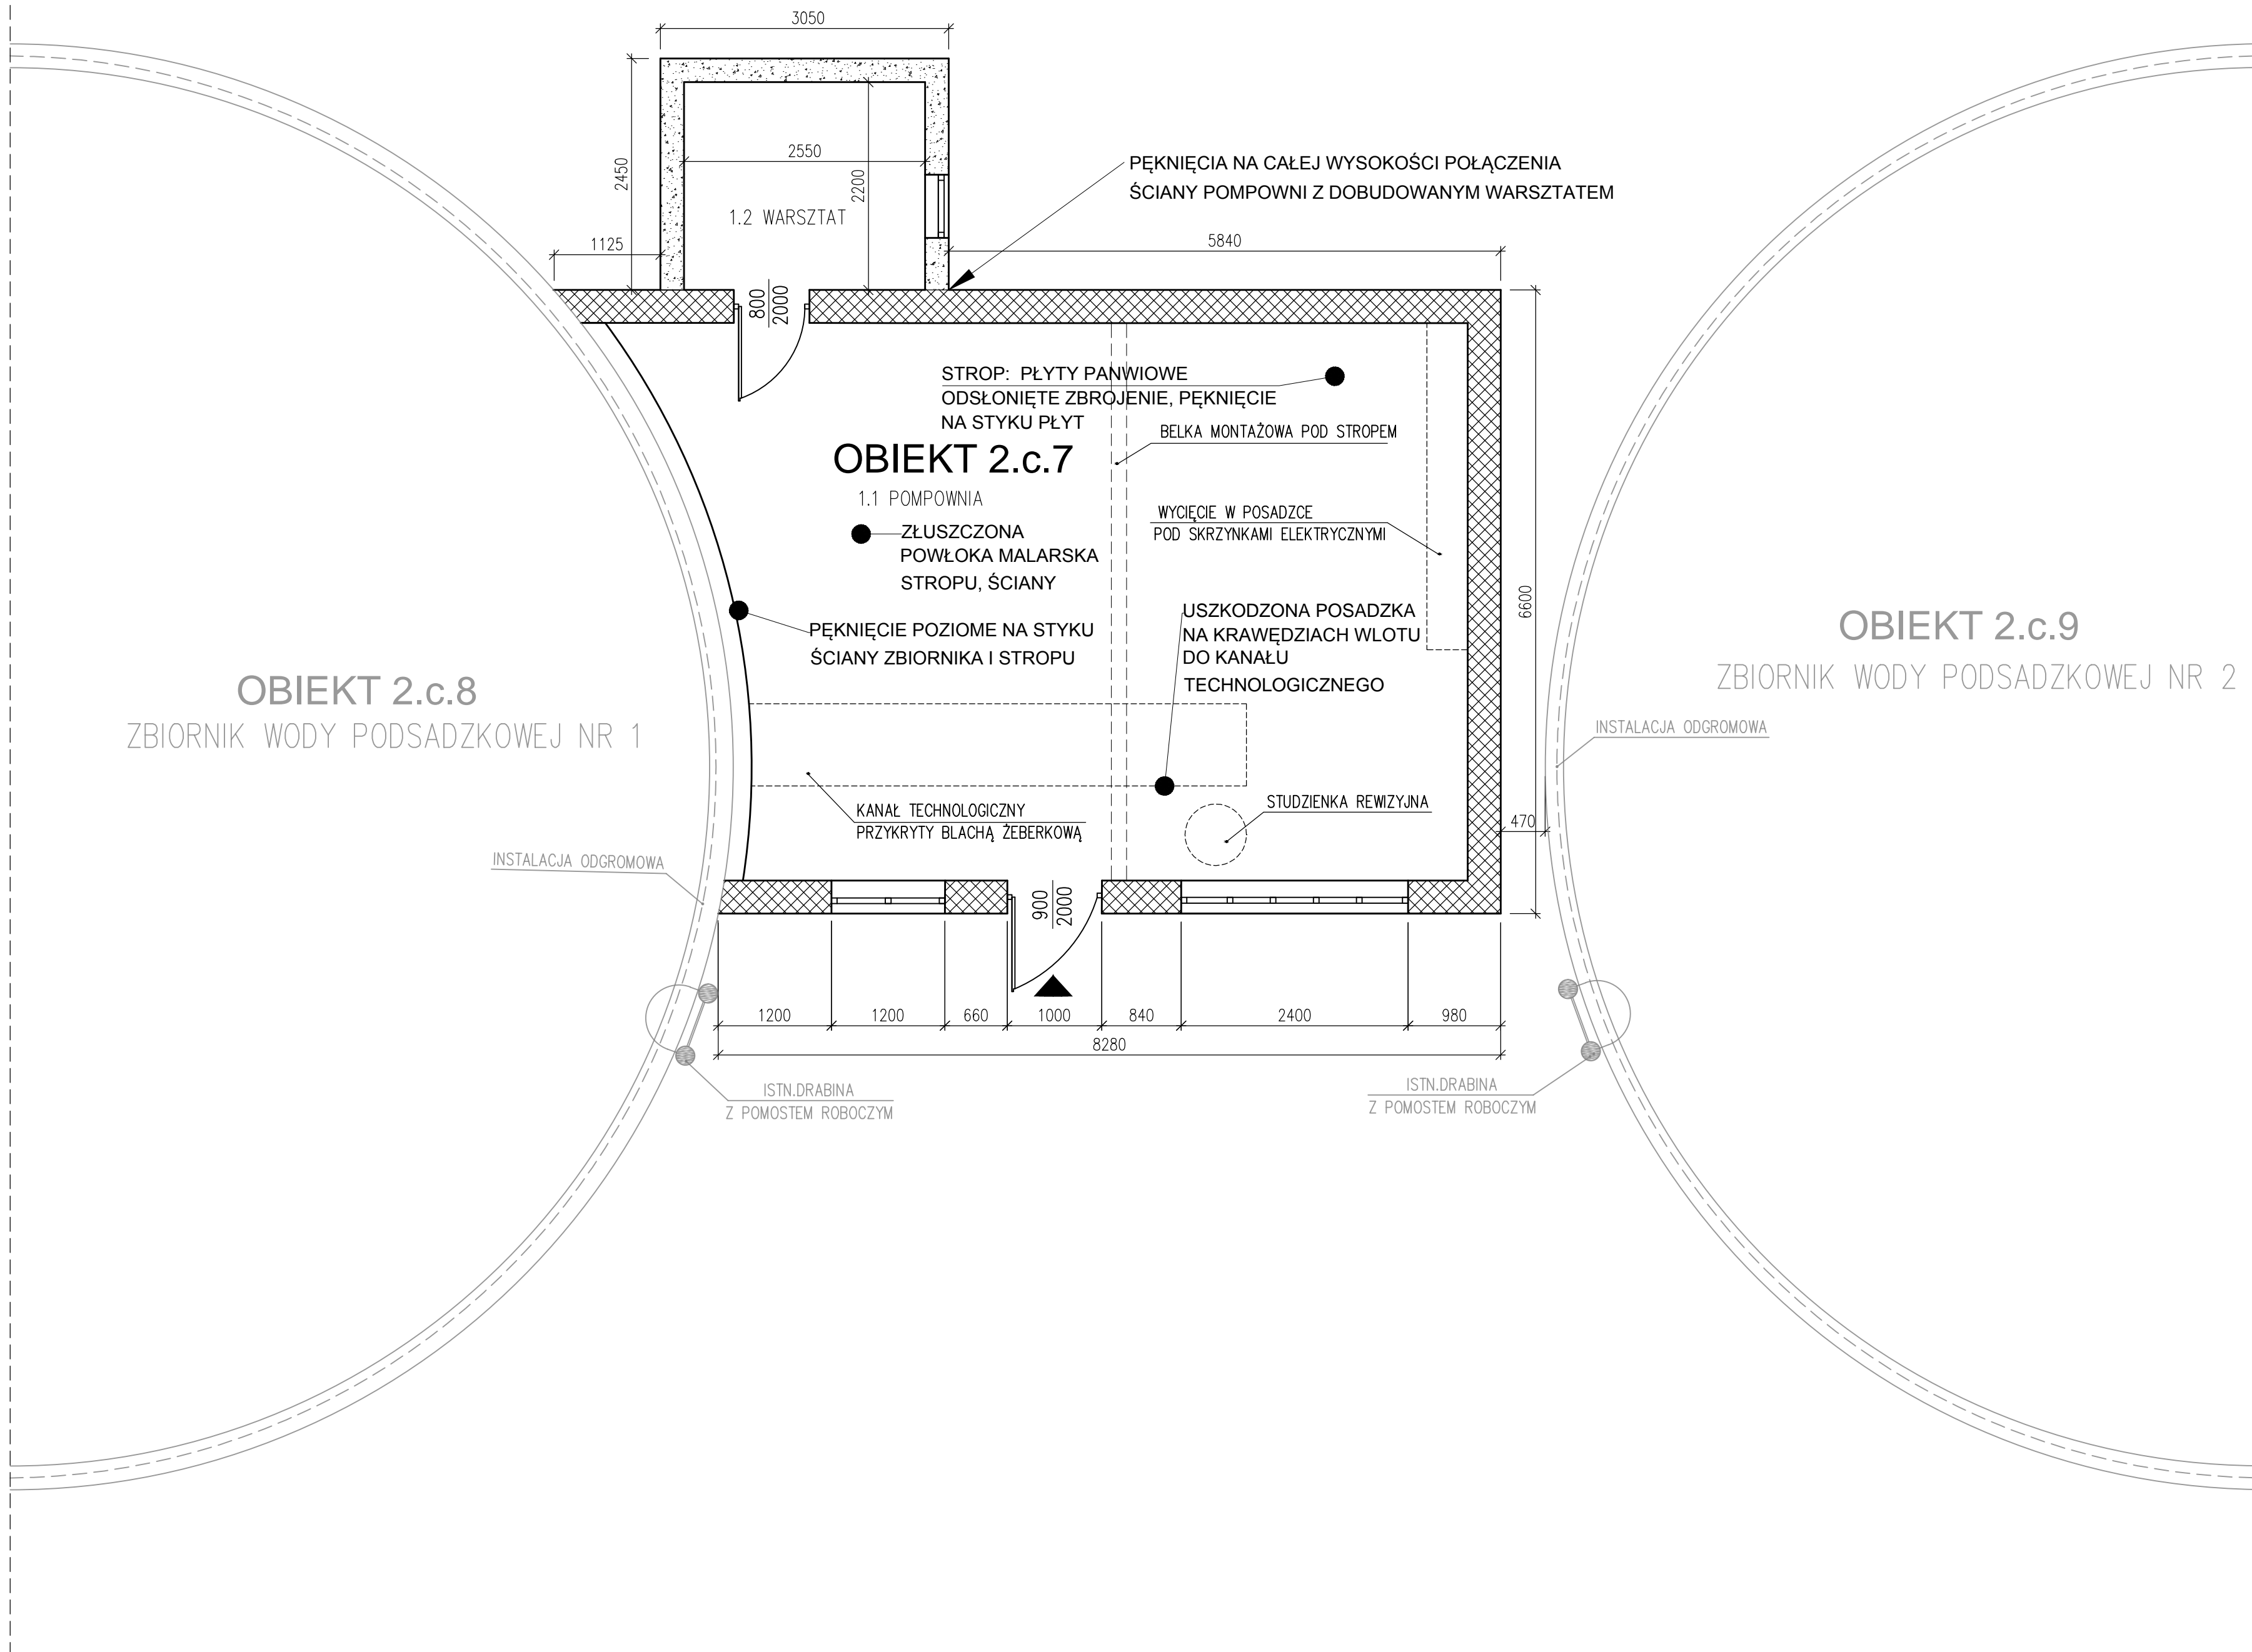 3050
2450
2550
2200
1.2 WARSZTAT
PĘKNIĘCIA NA CAŁEJ WYSOKOŚCI POŁĄCZENIA
ŚCIANY POMPOWNI Z DOBUDOWANYM WARSZTATEM
1125
5840
800
2000
STROP: PŁYTY PANWIOWE
ODSŁONIĘTE ZBROJENIE, PĘKNIĘCIE
NA STYKU PŁYT
BELKA MONTAŻOWA POD STROPEM
OBIEKT 2.c.7
1.1 POMPOWNIA
WYCIĘCIE W POSADZCE
POD SKRZYNKAMI ELEKTRYCZNYMI
ZŁUSZCZONA
POWŁOKA MALARSKA
STROPU, ŚCIANY
PĘKNIĘCIE POZIOME NA STYKU
ŚCIANY ZBIORNIKA I STROPU
USZKODZONA POSADZKA
NA KRAWĘDZIACH WLOTU
DO KANAŁU
TECHNOLOGICZNEGO
6600
OBIEKT 2.c.8
ZBIORNIK WODY PODSADZKOWEJ NR 1
OBIEKT 2.c.9
ZBIORNIK WODY PODSADZKOWEJ NR 2
INSTALACJA ODGROMOWA
KANAŁ TECHNOLOGICZNY
PRZYKRYTY BLACHĄ ŻEBERKOWĄ
STUDZIENKA REWIZYJNA
470
INSTALACJA ODGROMOWA
900
2000
1200
1200
660
1000
840
2400
980
8280
ISTN.DRABINA
Z POMOSTEM ROBOCZYM
ISTN.DRABINA
Z POMOSTEM ROBOCZYM